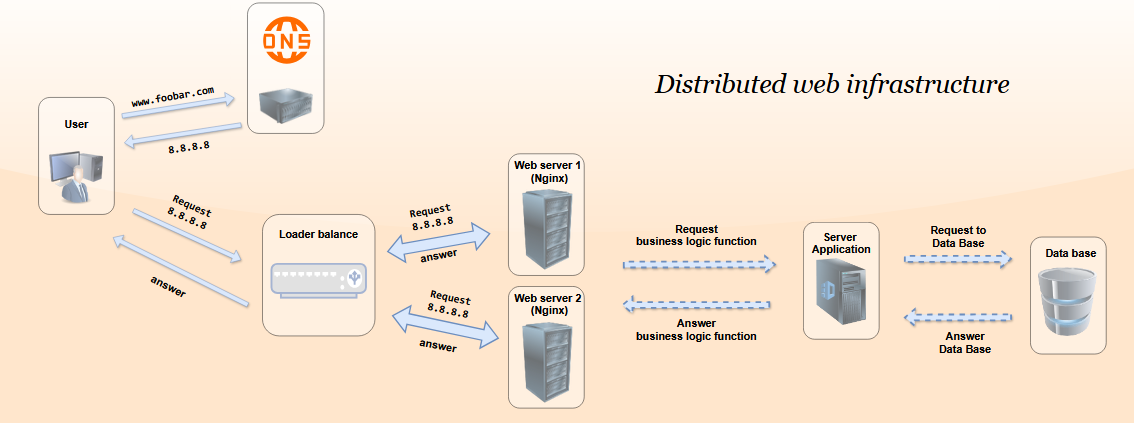 DNS
Distributed web infrastructure
www.foobar.com
User
8.8.8.8
Web server 1
(Nginx)
Request
8.8.8.8
Request
8.8.8.8
answer
Loader balance
answer
Request
business logic function
Server
Application
Request to
Data Base
Data base
Request
8.8.8.8
answer
Web server 2
(Nginx)
Answer
business logic function
Answer
Data Base